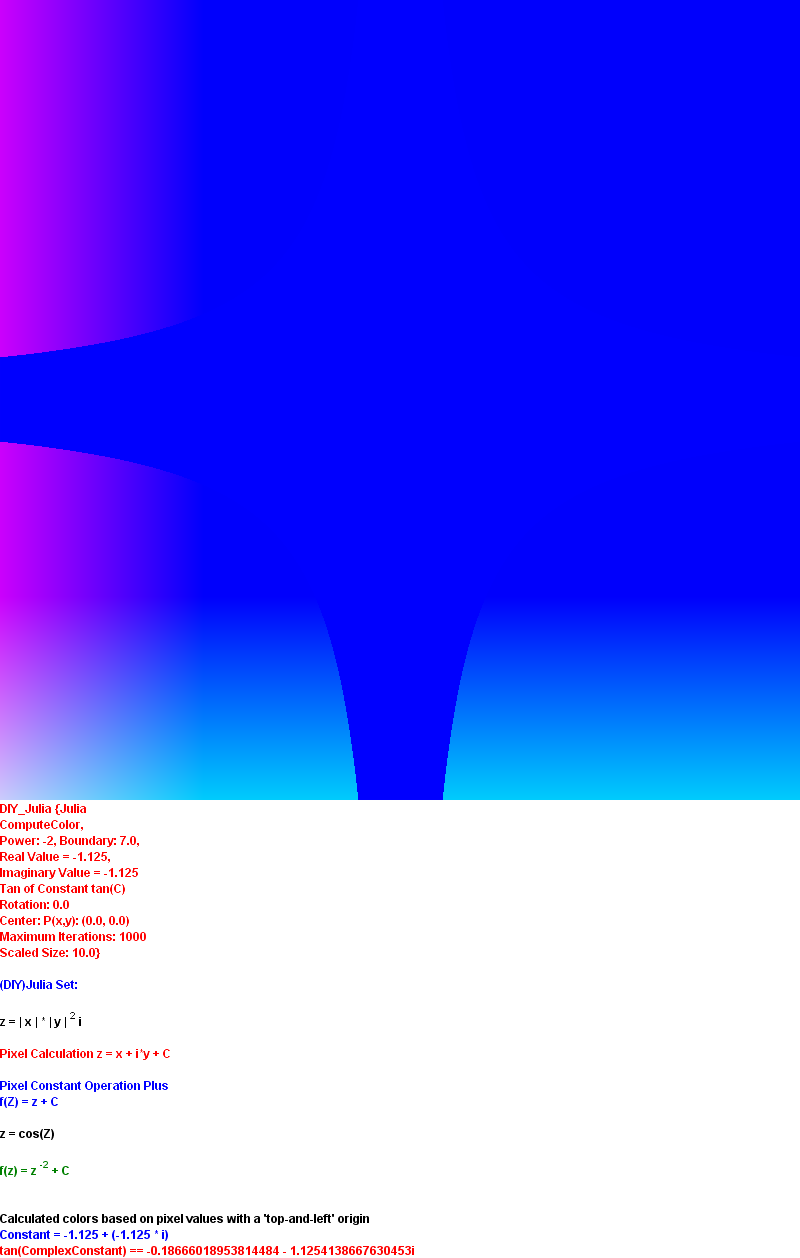 DIY_Julia {Julia
ComputeColor,
Power: -2, Boundary: 7.0,
Real Value = -1.125,
Imaginary Value = -1.125
Tan of Constant tan(C)
Rotation: 0.0
Center: P(x,y): (0.0, 0.0)
Maximum Iterations: 1000
Scaled Size: 10.0}
(DIY)Julia Set:
z = | x | * | y | ² i
Pixel Calculation z = x + i*y + C
Pixel Constant Operation Plus
f(Z) = z + C
z = cos(Z)
f(z) = z ⁻² + C
Calculated colors based on pixel values with a 'top-and-left' origin
Constant = -1.125 + (-1.125 * i)
tan(ComplexConstant) == -0.18666018953814484 - 1.1254138667630453i